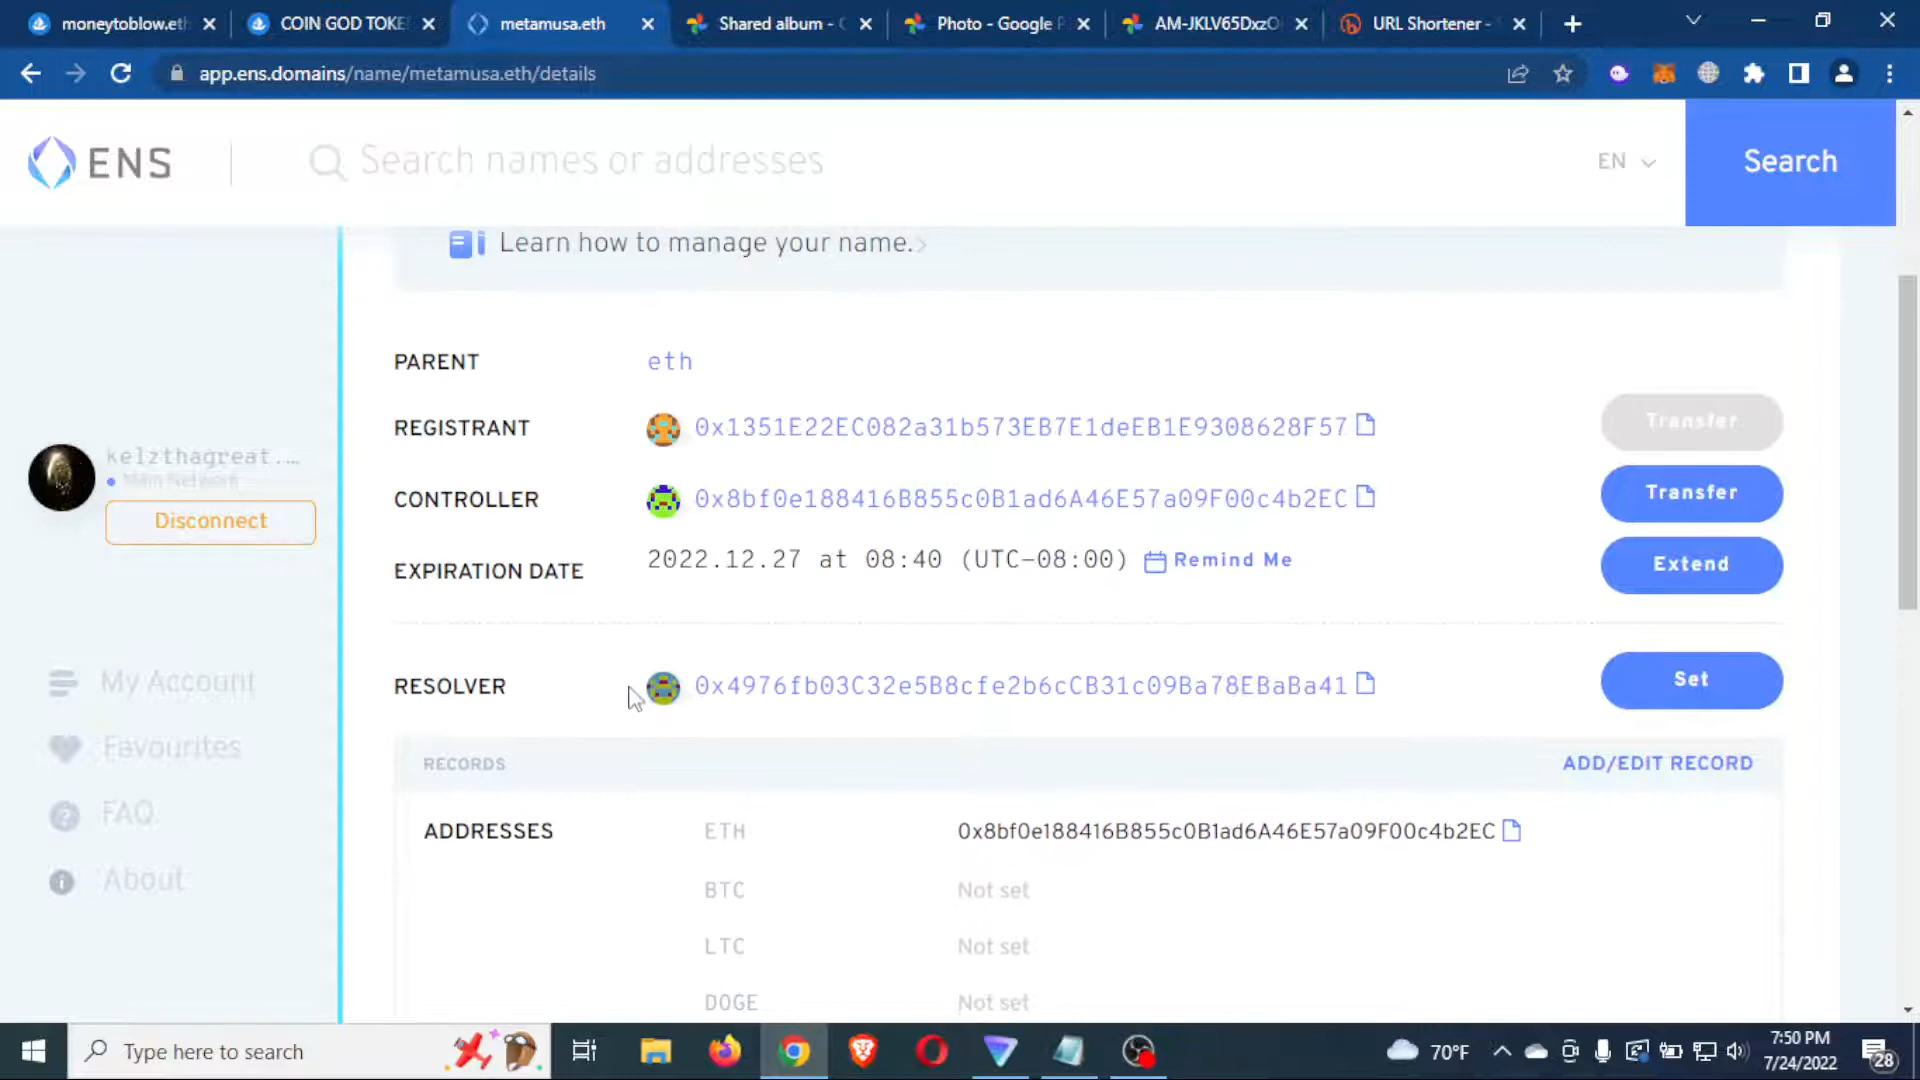 moneytoblow.eth
COIN GOD TOKE
metamusa.eth
Shared album -
Photo - Google P
AM-JKLV65DxzO
URL Shortener -
app.ens.domains/name/metamusa.eth/details
ENS
Search names or addresses
EN
Search
Learn how to manage your name.
PARENT
eth
REGISTRANT
0x1351E22EC082a31b573EB7E1deEB1E9308628F57
Transfer
kelzthagreat....
Main Network
Disconnect
CONTROLLER
0x8bf0e188416B855c0B1ad6A46E57a09F00c4b2EC
Transfer
EXPIRATION DATE
2022.12.27 at 08:40 (UTC-08:00)
Remind Me
Extend
RESOLVER
0x4976fb03C32e5B8cfe2b6cCB31c09Ba78EBaBa41
Set
My Account
Favourites
FAQ
About
RECORDS
ADD/EDIT RECORD
ADDRESSES
ETH
0x8bf0e188416B855c0B1ad6A46E57a09F00c4b2EC
BTC
Not set
LTC
Not set
DOGE
Not set
Type here to search
70°F
7:50 PM
7/24/2022
28